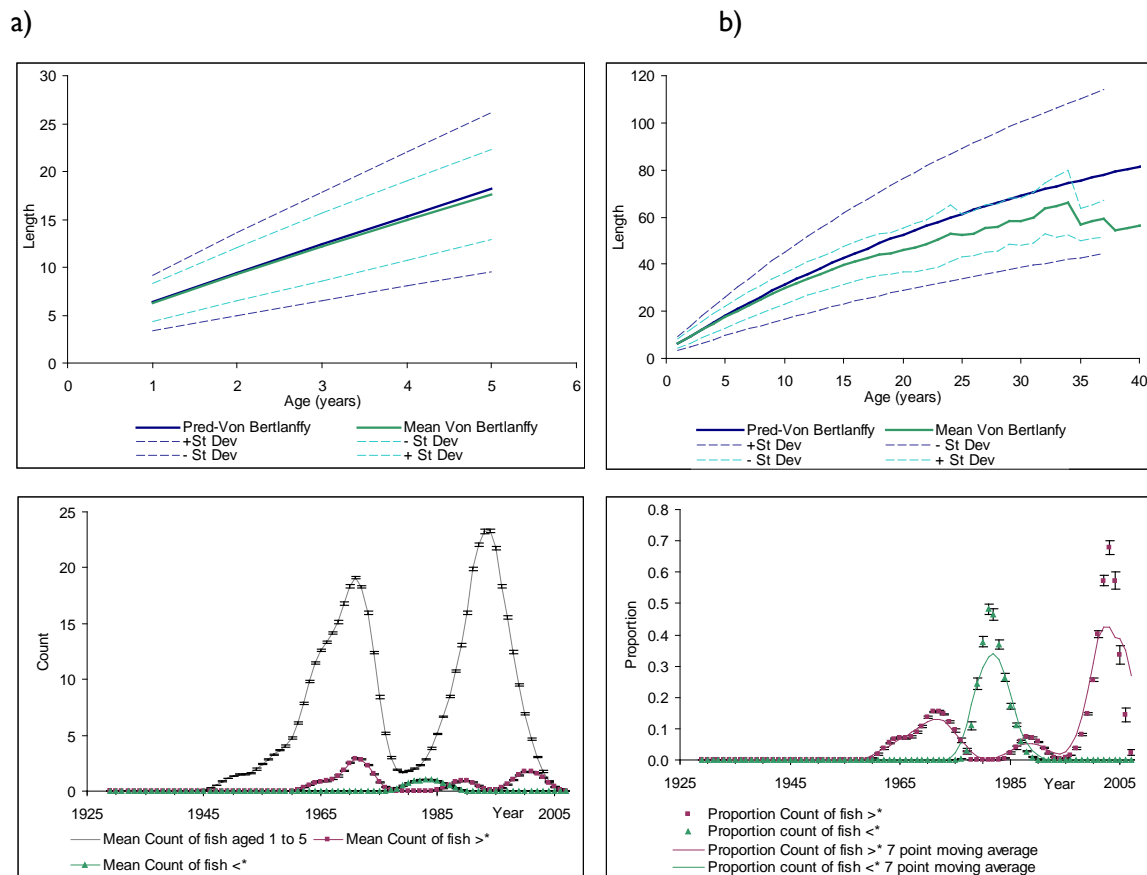 a)
b)
30
25
20
15
10
5
0
Length
0 1 2 3 4 5 6
Age (years)
Pred-Von Bertlanffy Mean Von Bertlanffy
+St Dev - St Dev
- St Dev + St Dev
120
100
80
60
40
20
0
Length
0 5 10 15 20 25 30 35 40
Age (years)
Pred-Von Bertlanffy Mean Von Bertlanffy
+St Dev - St Dev
- St Dev + St Dev
25
20
15
10
5
0
Count
1925 1945 1965 1985 Year 2005
Mean Count of fish aged 1 to 5 Mean Count of fish >*
Mean Count of fish <*
0.8
0.7
0.6
0.5
0.4
0.3
0.2
0.1
0.0
Proportion
1925 1945 1965 1985 Year 2005
Proportion Count of fish >*
Proportion count of fish <*
Proportion Count of fish >* 7 point moving average
Proportion count of fish <* 7 point moving average